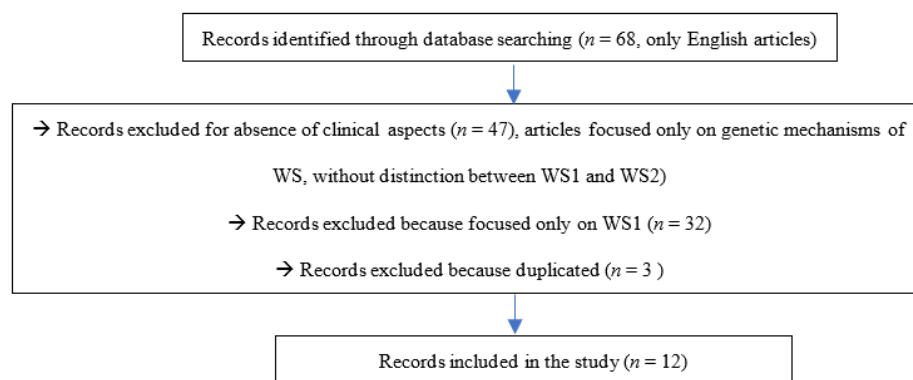 Records identified through database searching (n = 68, only English articles)
→ Records excluded for absence of clinical aspects (n = 47), articles focused only on genetic mechanisms of
WS, without distinction between WS1 and WS2)
→ Records excluded because focused only on WS1 (n = 32)
→ Records excluded because duplicated (n = 3 )
Records included in the study (n = 12)